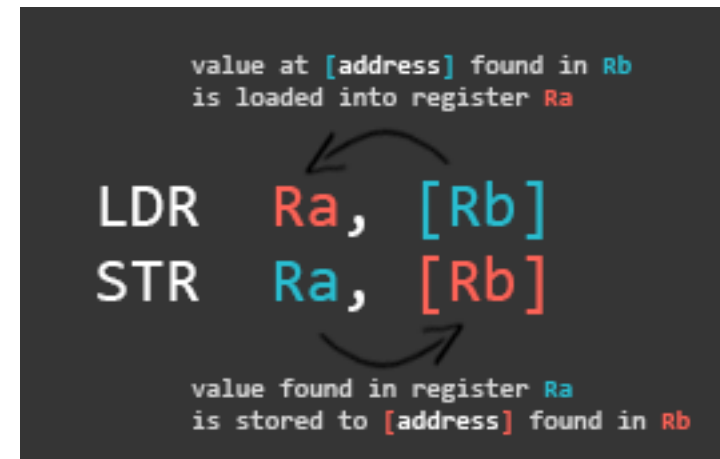 value at [address] found in Rb
is loaded into register Ra
LDR Ra, [Rb]
STR Ra, [Rb]
value found in register Ra
is stored to [address] found in Rb